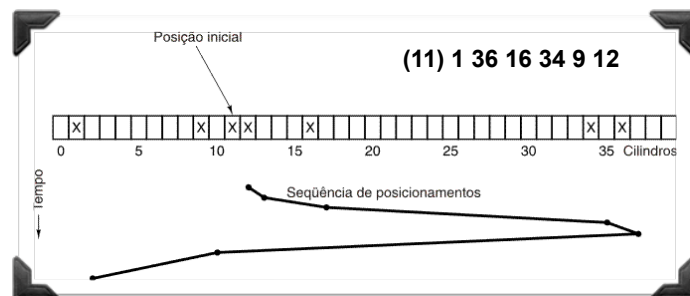 Posição inicial
(11) 1 36 16 34 9 12
X X X X X X X
0 5 10 15 20 25 30 35 Cilindros
Tempo
Seqüência de posicionamentos